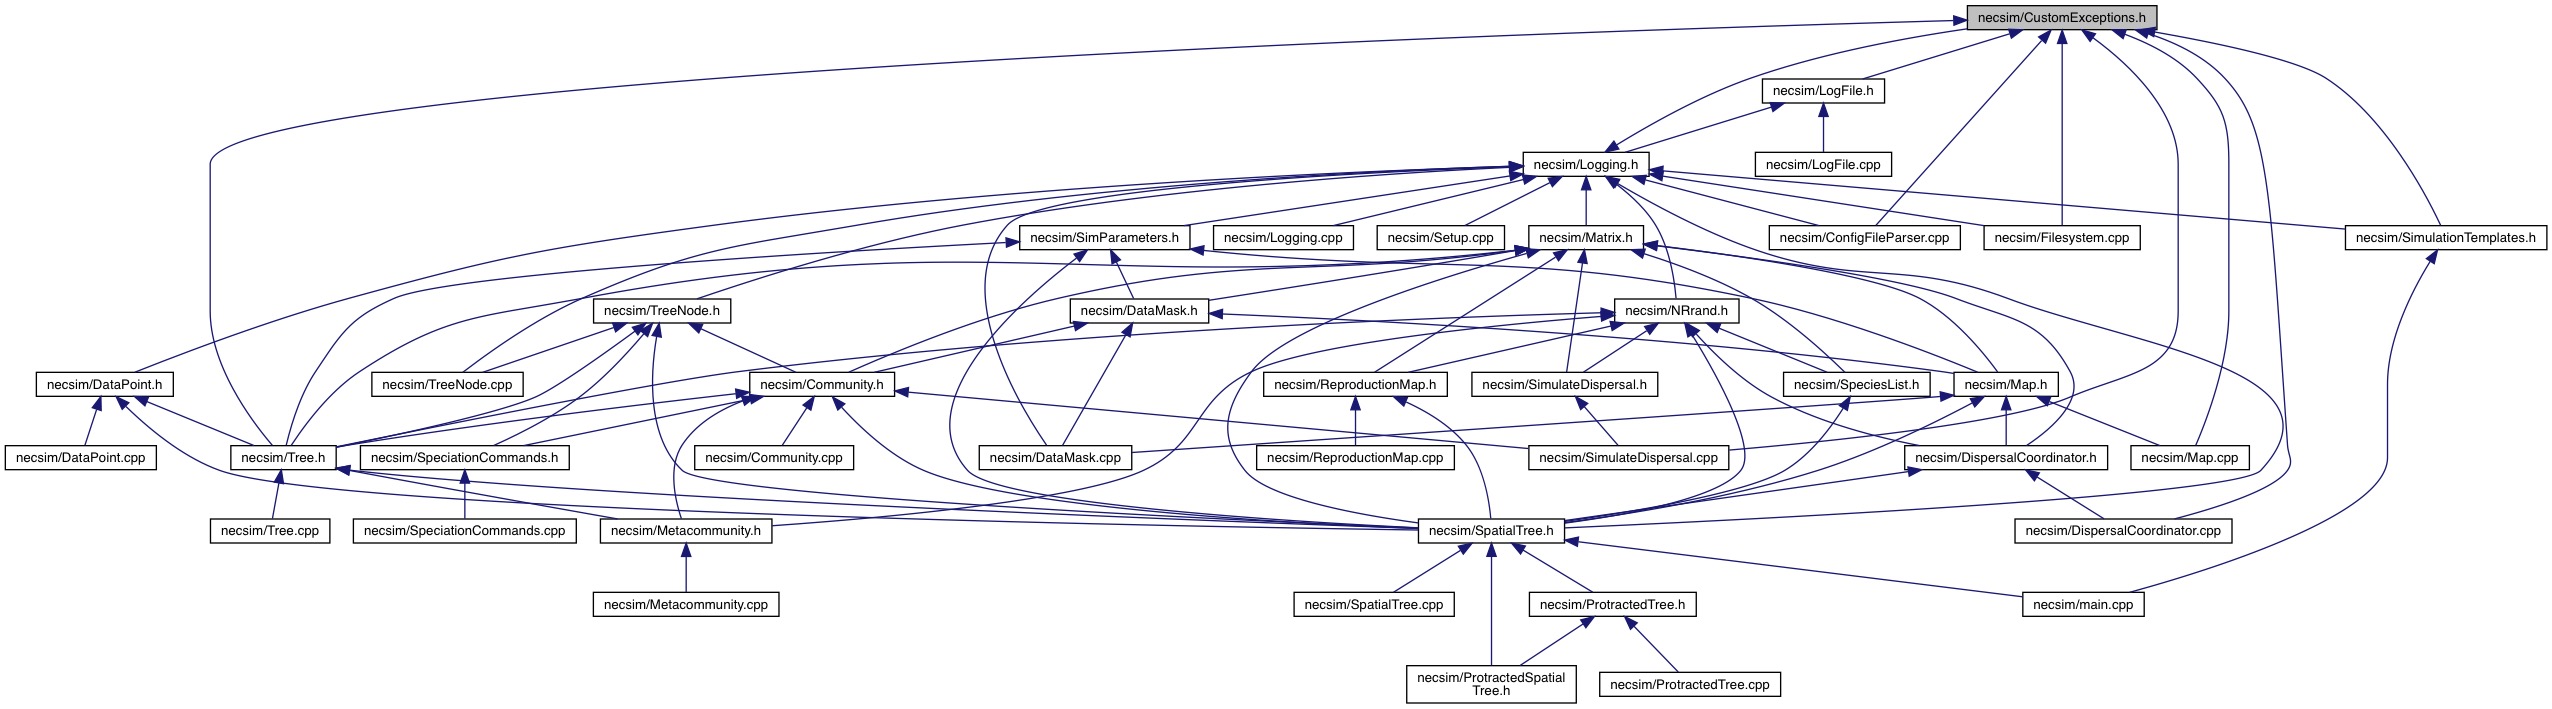 necsim/CustomExceptions.h
necsim/LogFile.h
necsim/Logging.h
necsim/LogFile.cpp
necsim/SimParameters.h
necsim/Logging.cpp
necsim/Setup.cpp
necsim/Matrix.h
necsim/ConfigFileParser.cpp
necsim/Filesystem.cpp
necsim/SimulationTemplates.h
necsim/TreeNode.h
necsim/DataMask.h
necsim/NRrand.h
necsim/DataPoint.h
necsim/TreeNode.cpp
necsim/Community.h
necsim/ReproductionMap.h
necsim/SimulateDispersal.h
necsim/SpeciesList.h
necsim/Map.h
necsim/DataPoint.cpp
necsim/Tree.h
necsim/SpeciationCommands.h
necsim/Community.cpp
necsim/DataMask.cpp
necsim/ReproductionMap.cpp
necsim/SimulateDispersal.cpp
necsim/DispersalCoordinator.h
necsim/Map.cpp
necsim/Tree.cpp
necsim/SpeciationCommands.cpp
necsim/Metacommunity.h
necsim/SpatialTree.h
necsim/DispersalCoordinator.cpp
necsim/Metacommunity.cpp
necsim/SpatialTree.cpp
necsim/ProtractedTree.h
necsim/main.cpp
necsim/ProtractedSpatial
Tree.h
necsim/ProtractedTree.cpp